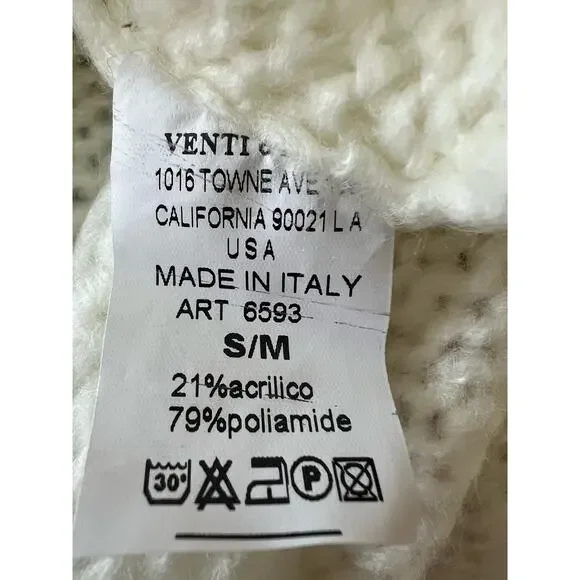 VENTI
1016 TOWNE AVE
CALIFORNIA 90021 L A
USA
MADE IN ITALY
ART 6593
S/M
21%acrilico
79%poliamide
30° P